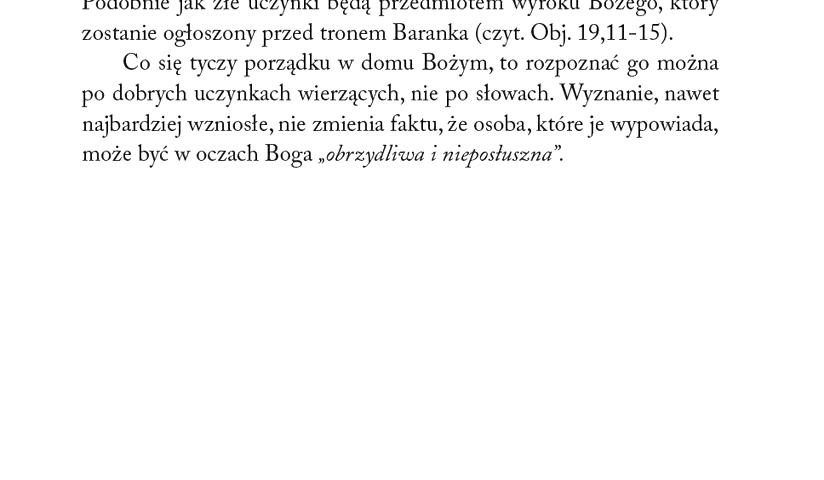 Podobnie jak złe uczynki będą przedmiotem wyroku Bożego, który
zostanie ogłoszony przed tronem Baranka (czyt. Obj. 19,11-15).
Co się tyczy porządku w domu Bożym, to rozpoznać go można
po dobrych uczynkach wierzących, nie po słowach. Wyznanie, nawet
najbardziej wzniosłe, nie zmienia faktu, że osoba, które je wypowiada,
może być w oczach Boga „obrzydliwa i nieposłuszna”.